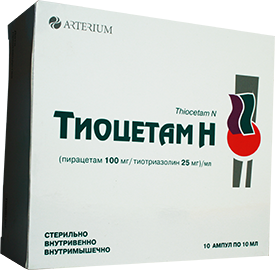 ARTERIUM
Thiocetam N
ТИОЦЕТАМ Н
(пирацетам 100 мг/тиотриазолин 25 мг)/мл
СТЕРИЛЬНО
ВНУТРИВЕННО
ВНУТРИМЫШЕЧНО
10 АМПУЛ ПО 10 МЛ